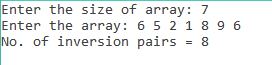 Enter the size of array: 7
Enter the array: 6 5 2 1 8 9 6
No. of inversion pairs = 8